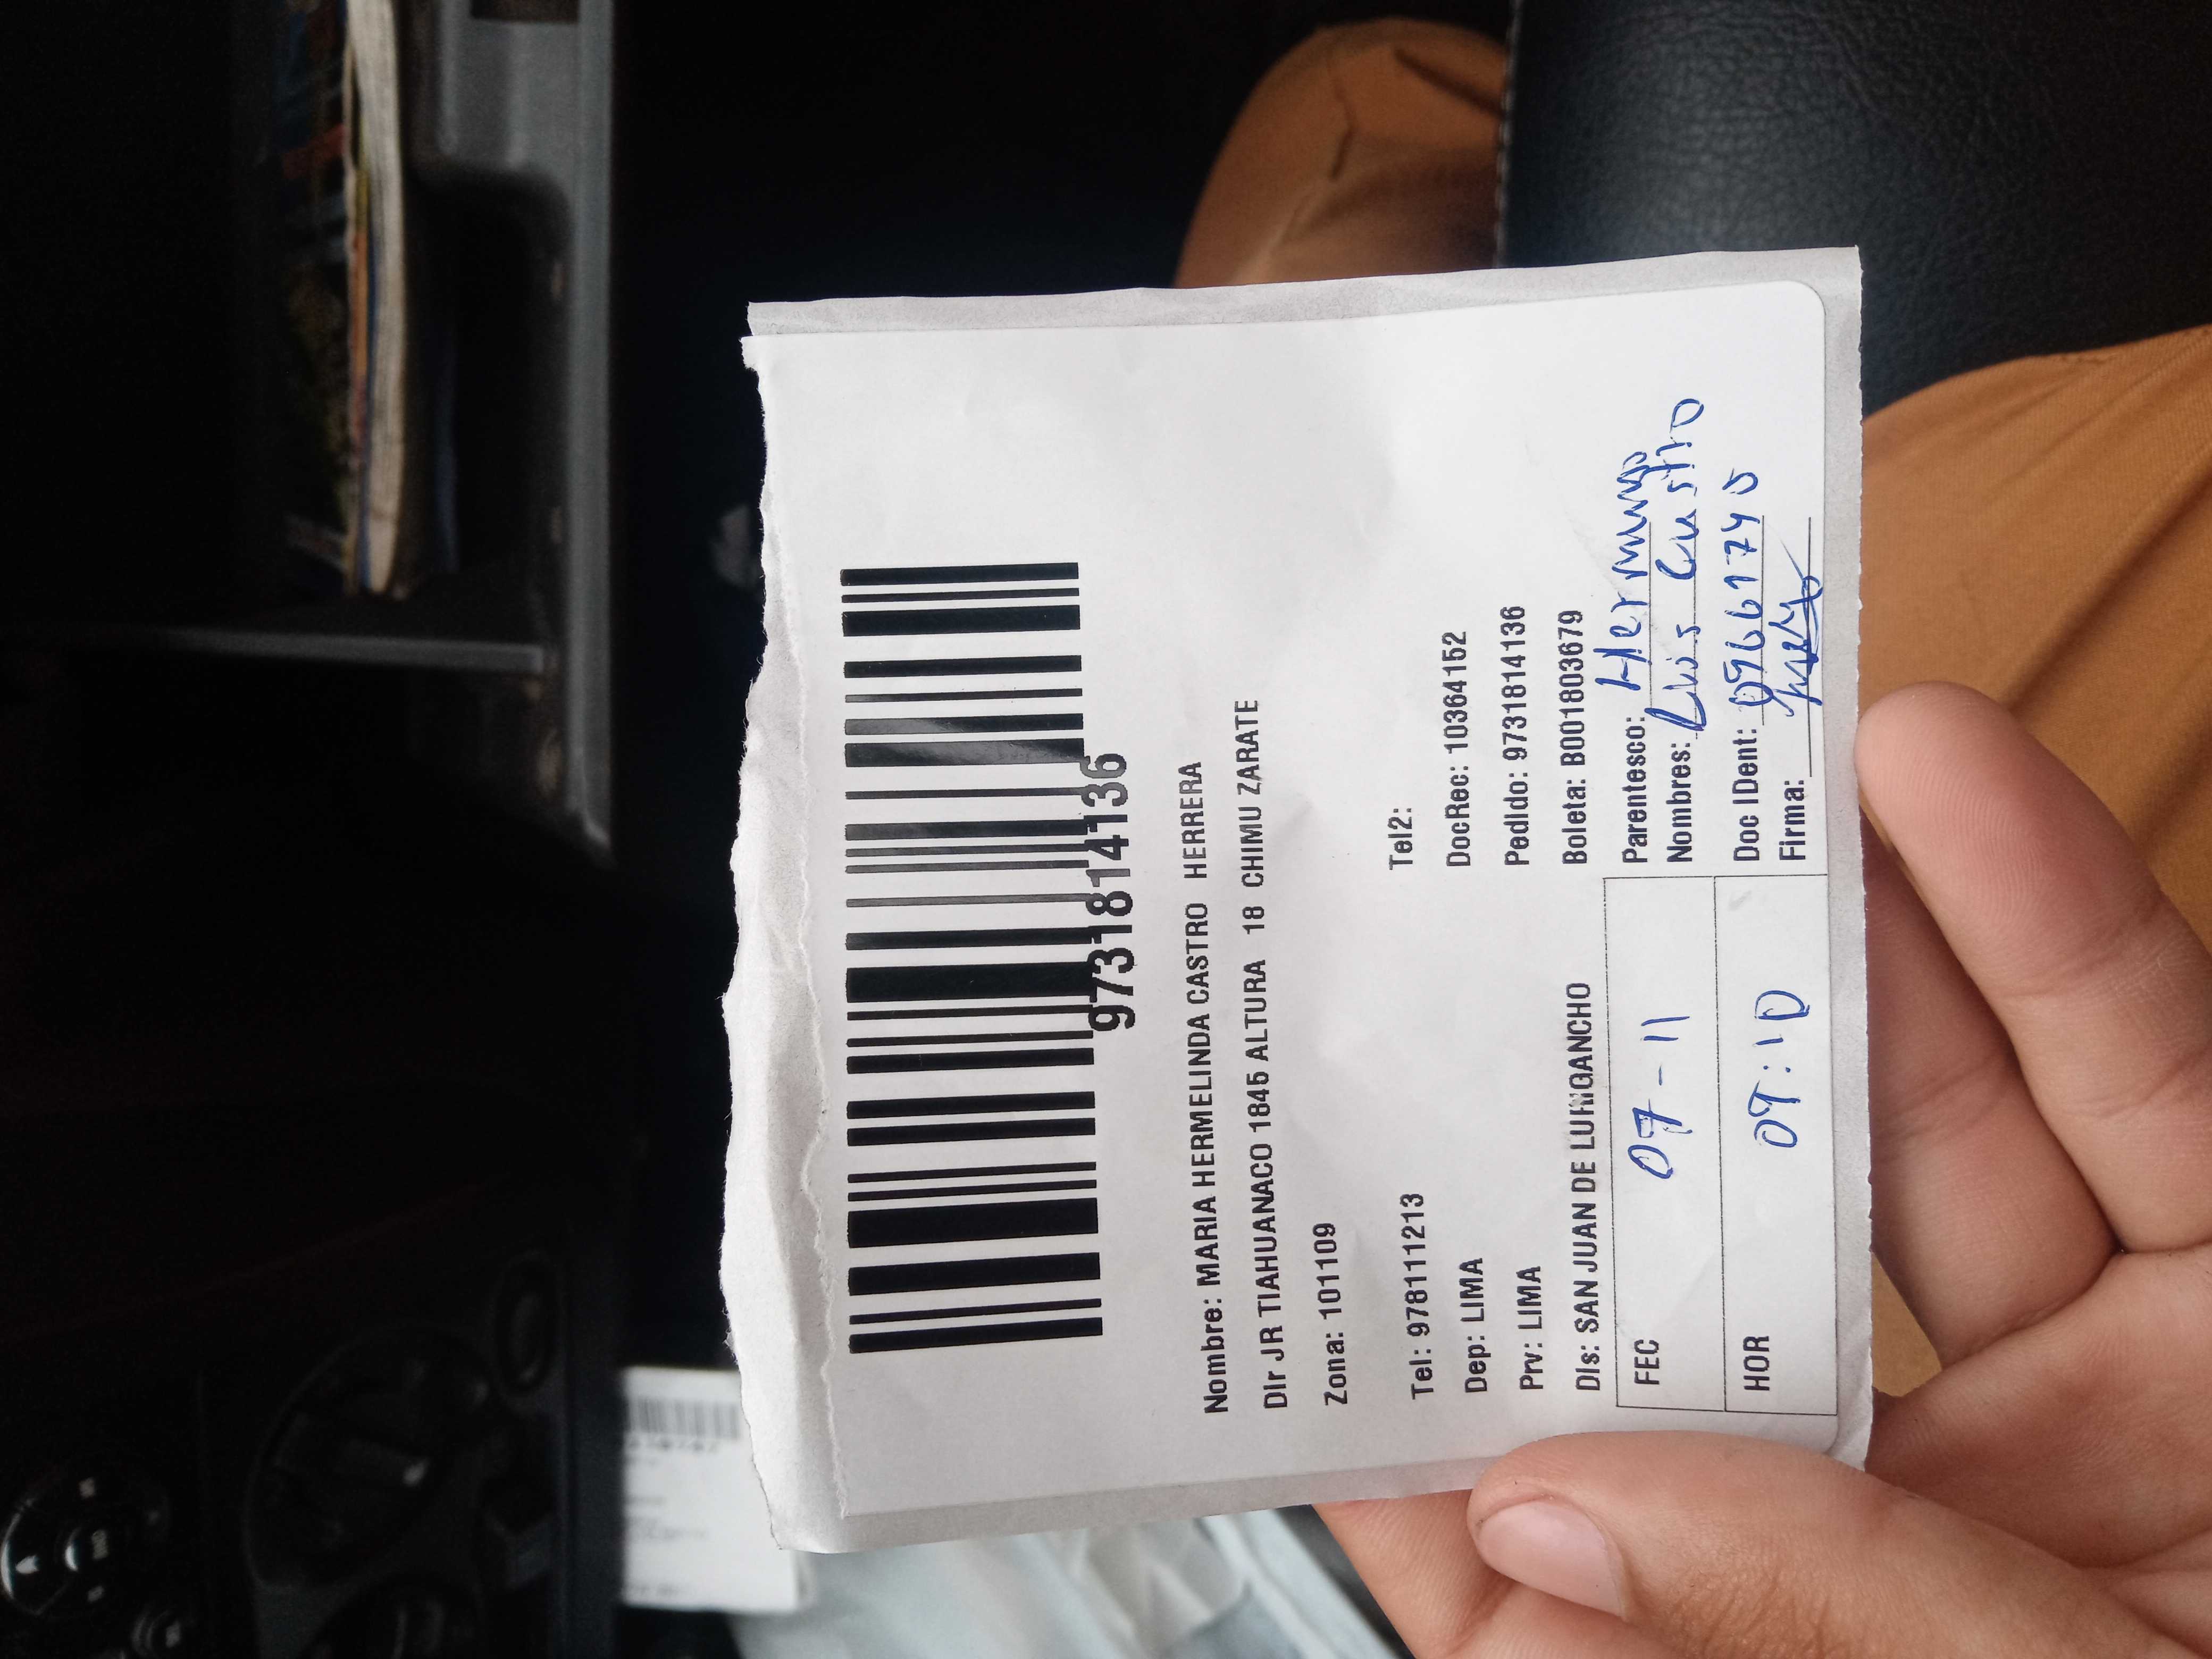 9731814136
Nombre: MARIA HERMELINDA CASTRO HERRERA
Dir JR TIAHUANACO 1845 ALTURA 18 CHIMU ZARATE
Zona: 101109
Tel: 978111213 Tel2:
Dep: LIMA DocRec: 10364152
Prv: LIMA Pedido: 9731814136
Dis: SAN JUAN DE LURIGANCHO Boleta: B001803679
FEC 07-11 Parentesco: Hermano
Nombres: Luis Castro
HOR 09:10 Doc IDent: 09661740
Firma: